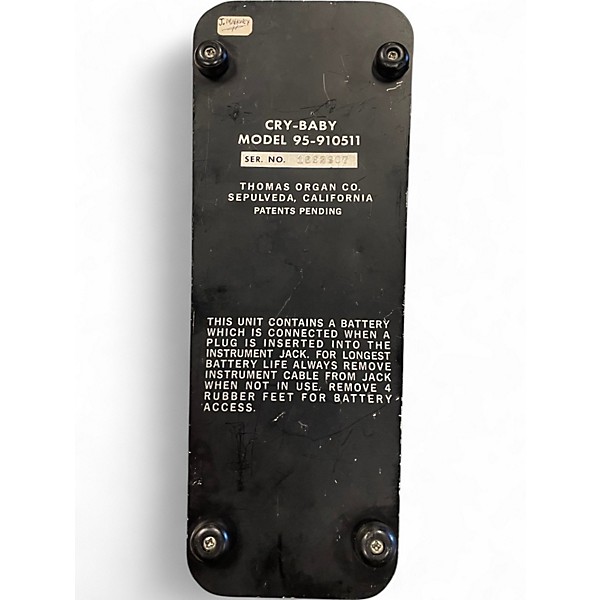 CRY-BABY
MODEL 95-910511
SER. NO.
THOMAS ORGAN CO.
SEPULVEDA, CALIFORNIA
PATENTS PENDING
THIS UNIT CONTAINS A BATTERY
WHICH IS CONNECTED WHEN A
PLUG IS INSERTED INTO THE
INSTRUMENT JACK. FOR LONGEST
BATTERY LIFE ALWAYS REMOVE
INSTRUMENT CABLE FROM JACK
WHEN NOT IN USE. REMOVE 4
RUBBER FEET FOR BATTERY
ACCESS.